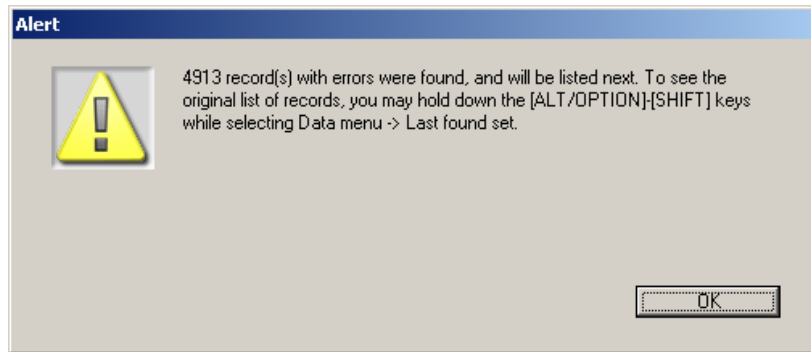 Alert
4913 record(s) with errors were found, and will be listed next. To see the
original list of records, you may hold down the [ALT/OPTION]-[SHIFT] keys
while selecting Data menu -> Last found set.
OK